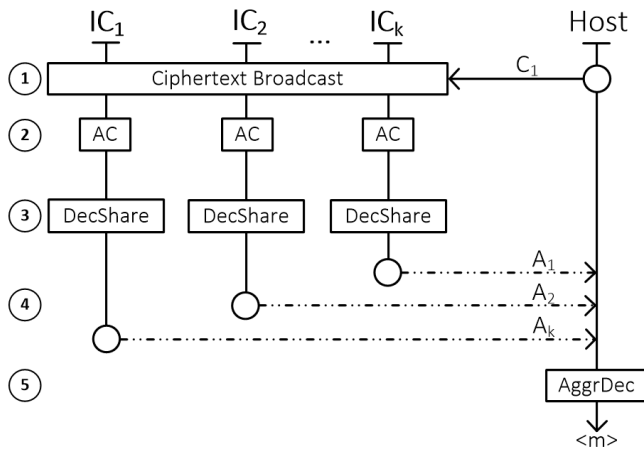 IC₁ IC₂ ... ICₖ Host
1 Ciphertext Broadcast C₁
2 AC AC AC
3 DecShare DecShare DecShare
A₁
4 A₂
Aₖ
5 AggrDec
<m>